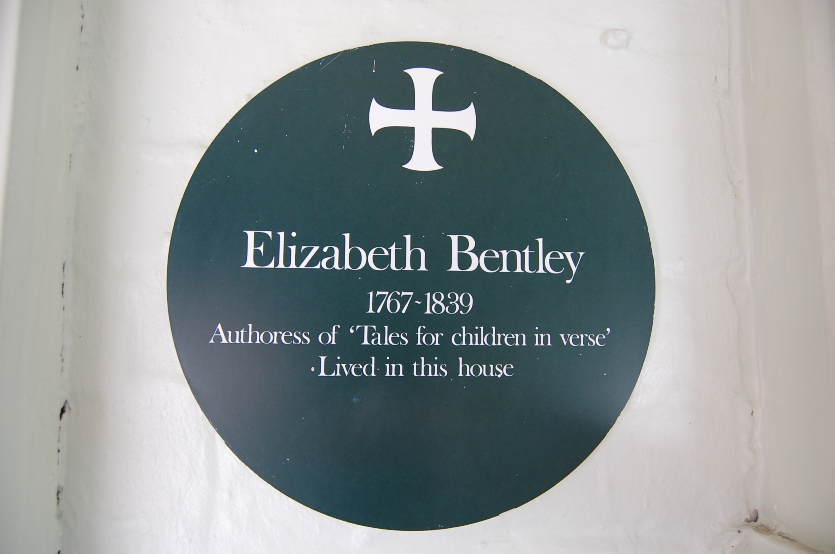 Elizabeth Bentley
1767~1839
Authoress of ‘Tales for children in verse’
Lived in this house